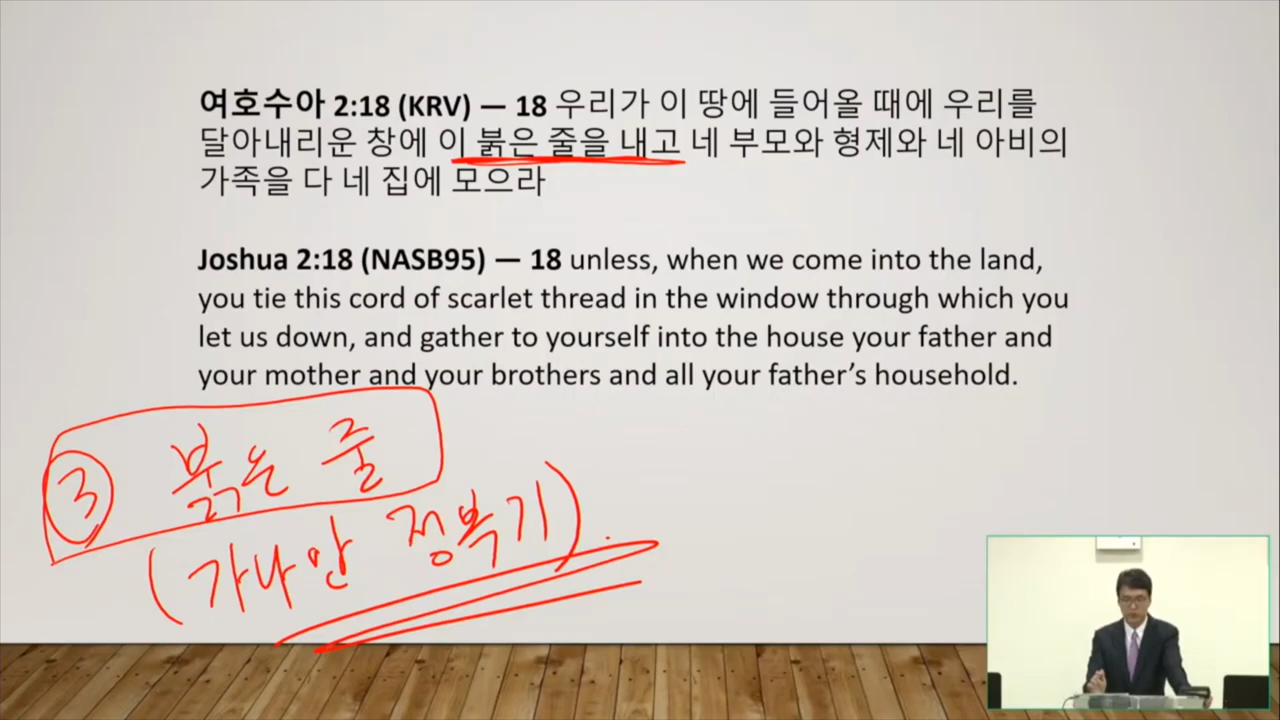 여호수아 2:18 (KRV) — 18 우리가 이 땅에 들어올 때에 우리를
달아내리운 창에 이 붉은 줄을 내고 네 부모와 형제와 네 아비의
가족을 다 네 집에 모으라
Joshua 2:18 (NASB95) — 18 unless, when we come into the land,
you tie this cord of scarlet thread in the window through which you
let us down, and gather to yourself into the house your father and
your mother and your brothers and all your father’s household.
③ 붉은 줄
(가나안 정복기).